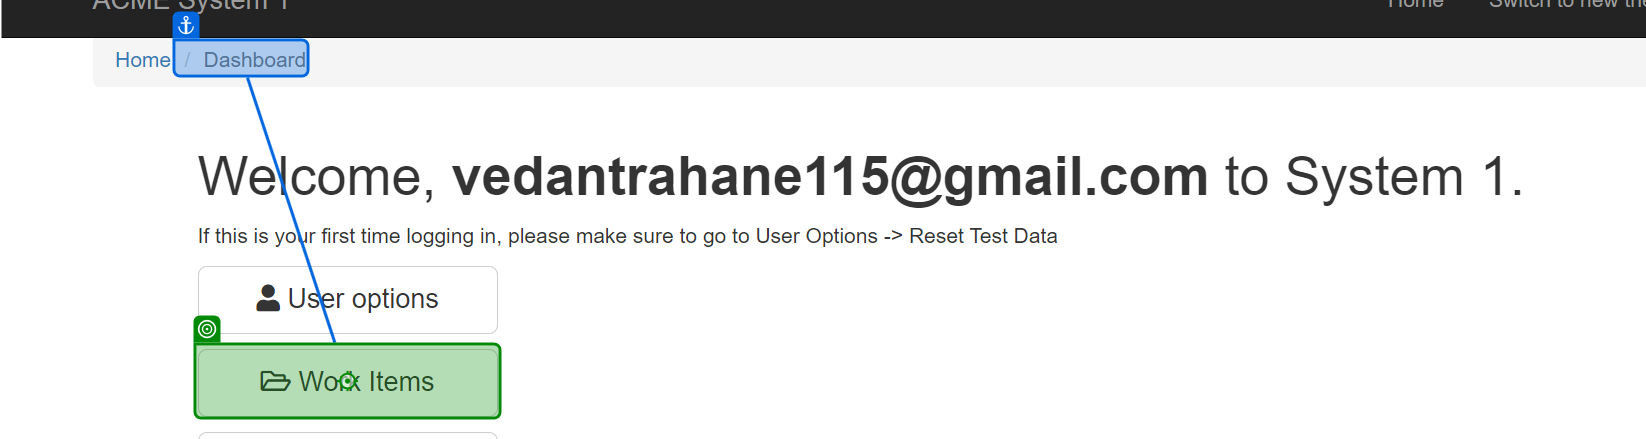 ACME System 1
Home Switch to new the
Home / Dashboard
Welcome, vedantrahane115@gmail.com to System 1.
If this is your first time logging in, please make sure to go to User Options -> Reset Test Data
User options
Work Items